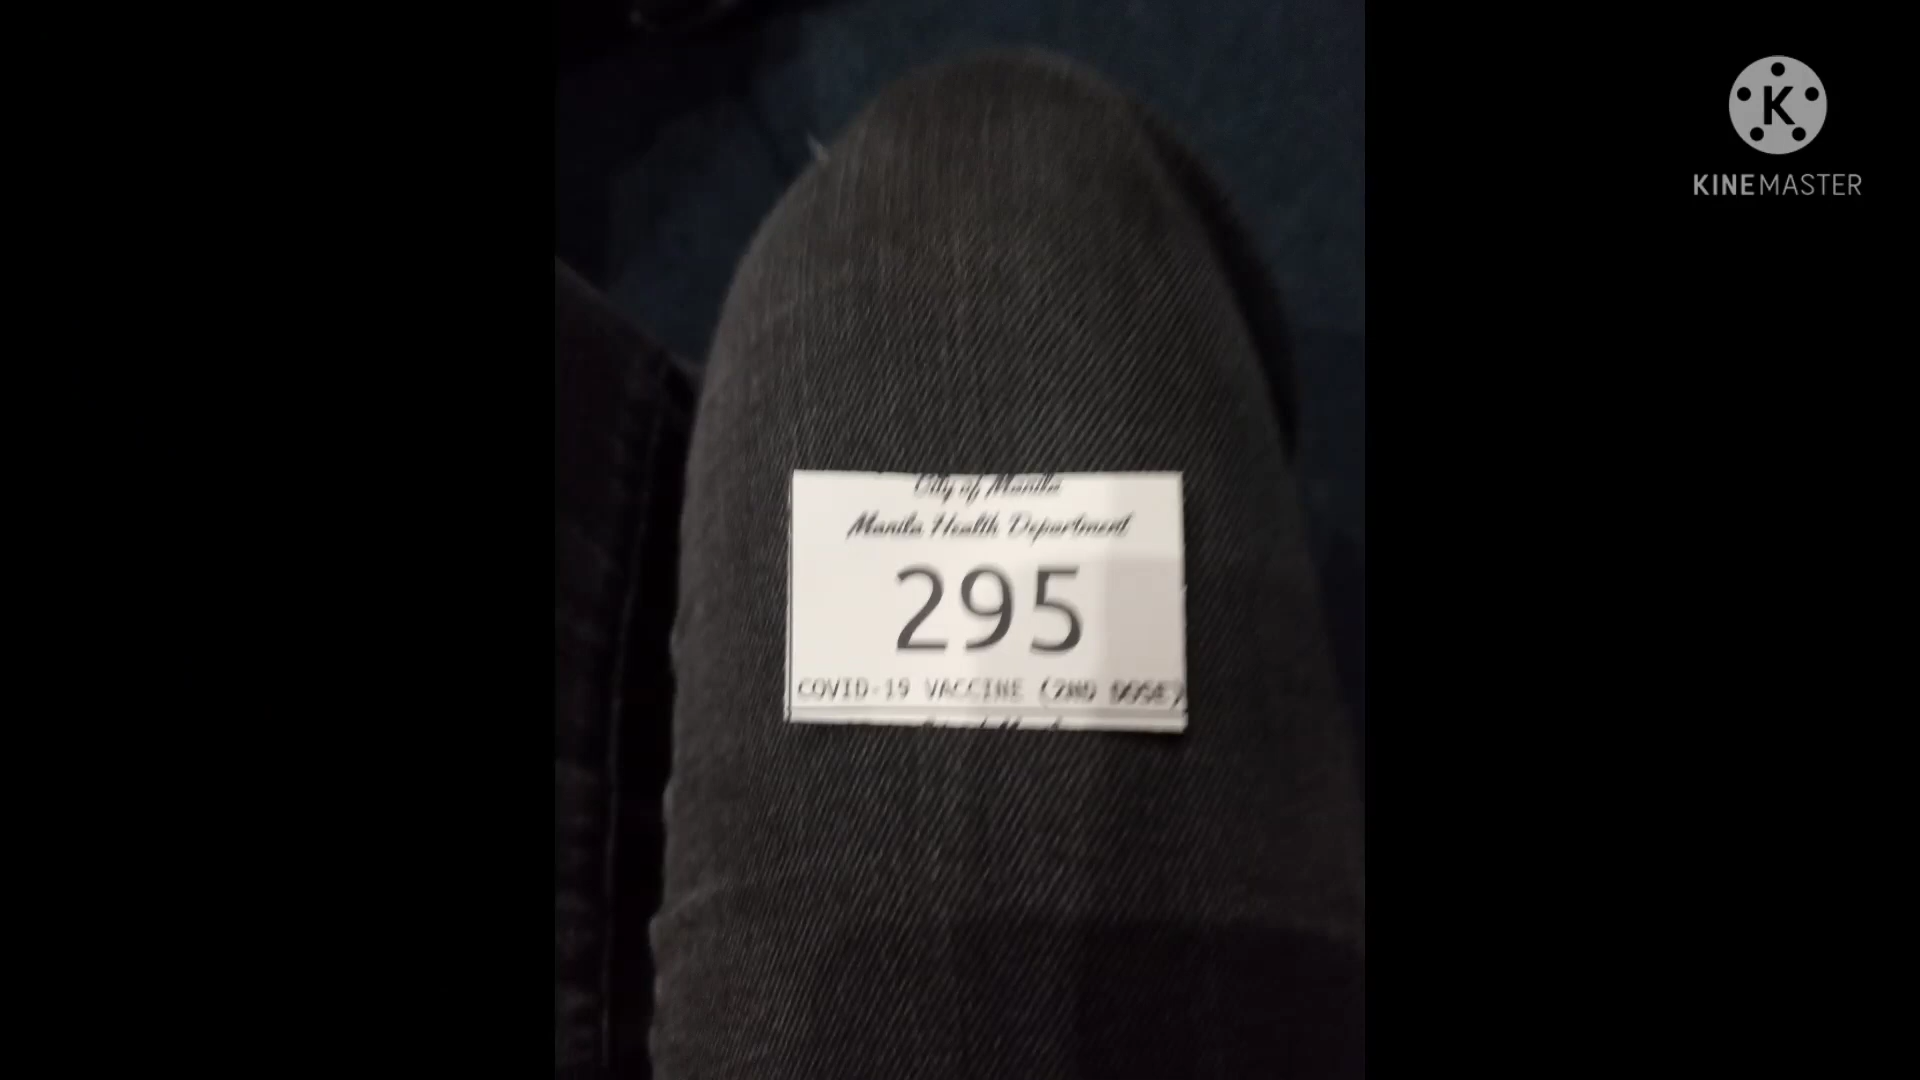 City of Manila
Manila Health Department
295
COVID-19 VACCINE (2ND DOSE)
K
KINEMASTER